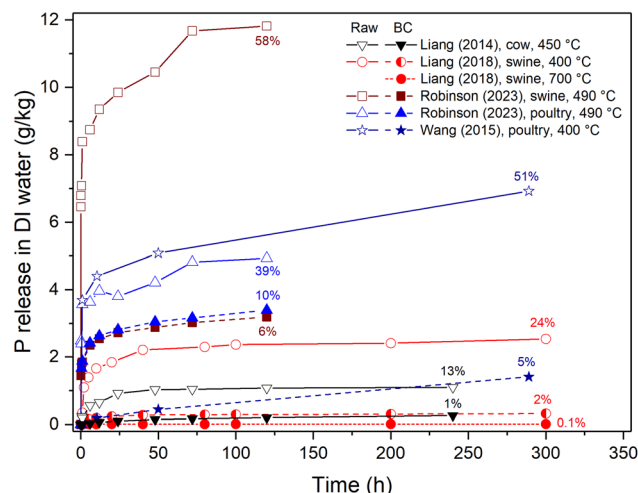 12
10
8
6
4
2
0
P release in DI water (g/kg)
Raw BC
Liang (2014), cow, 450 °C
Liang (2018), swine, 400 °C
Liang (2018), swine, 700 °C
Robinson (2023), swine, 490 °C
Robinson (2023), poultry, 490 °C
Wang (2015), poultry, 400 °C
58%
51%
39%
10%
6%
24%
13%
5%
1%
2%
0.1%
0 50 100 150 200 250 300 350
Time (h)